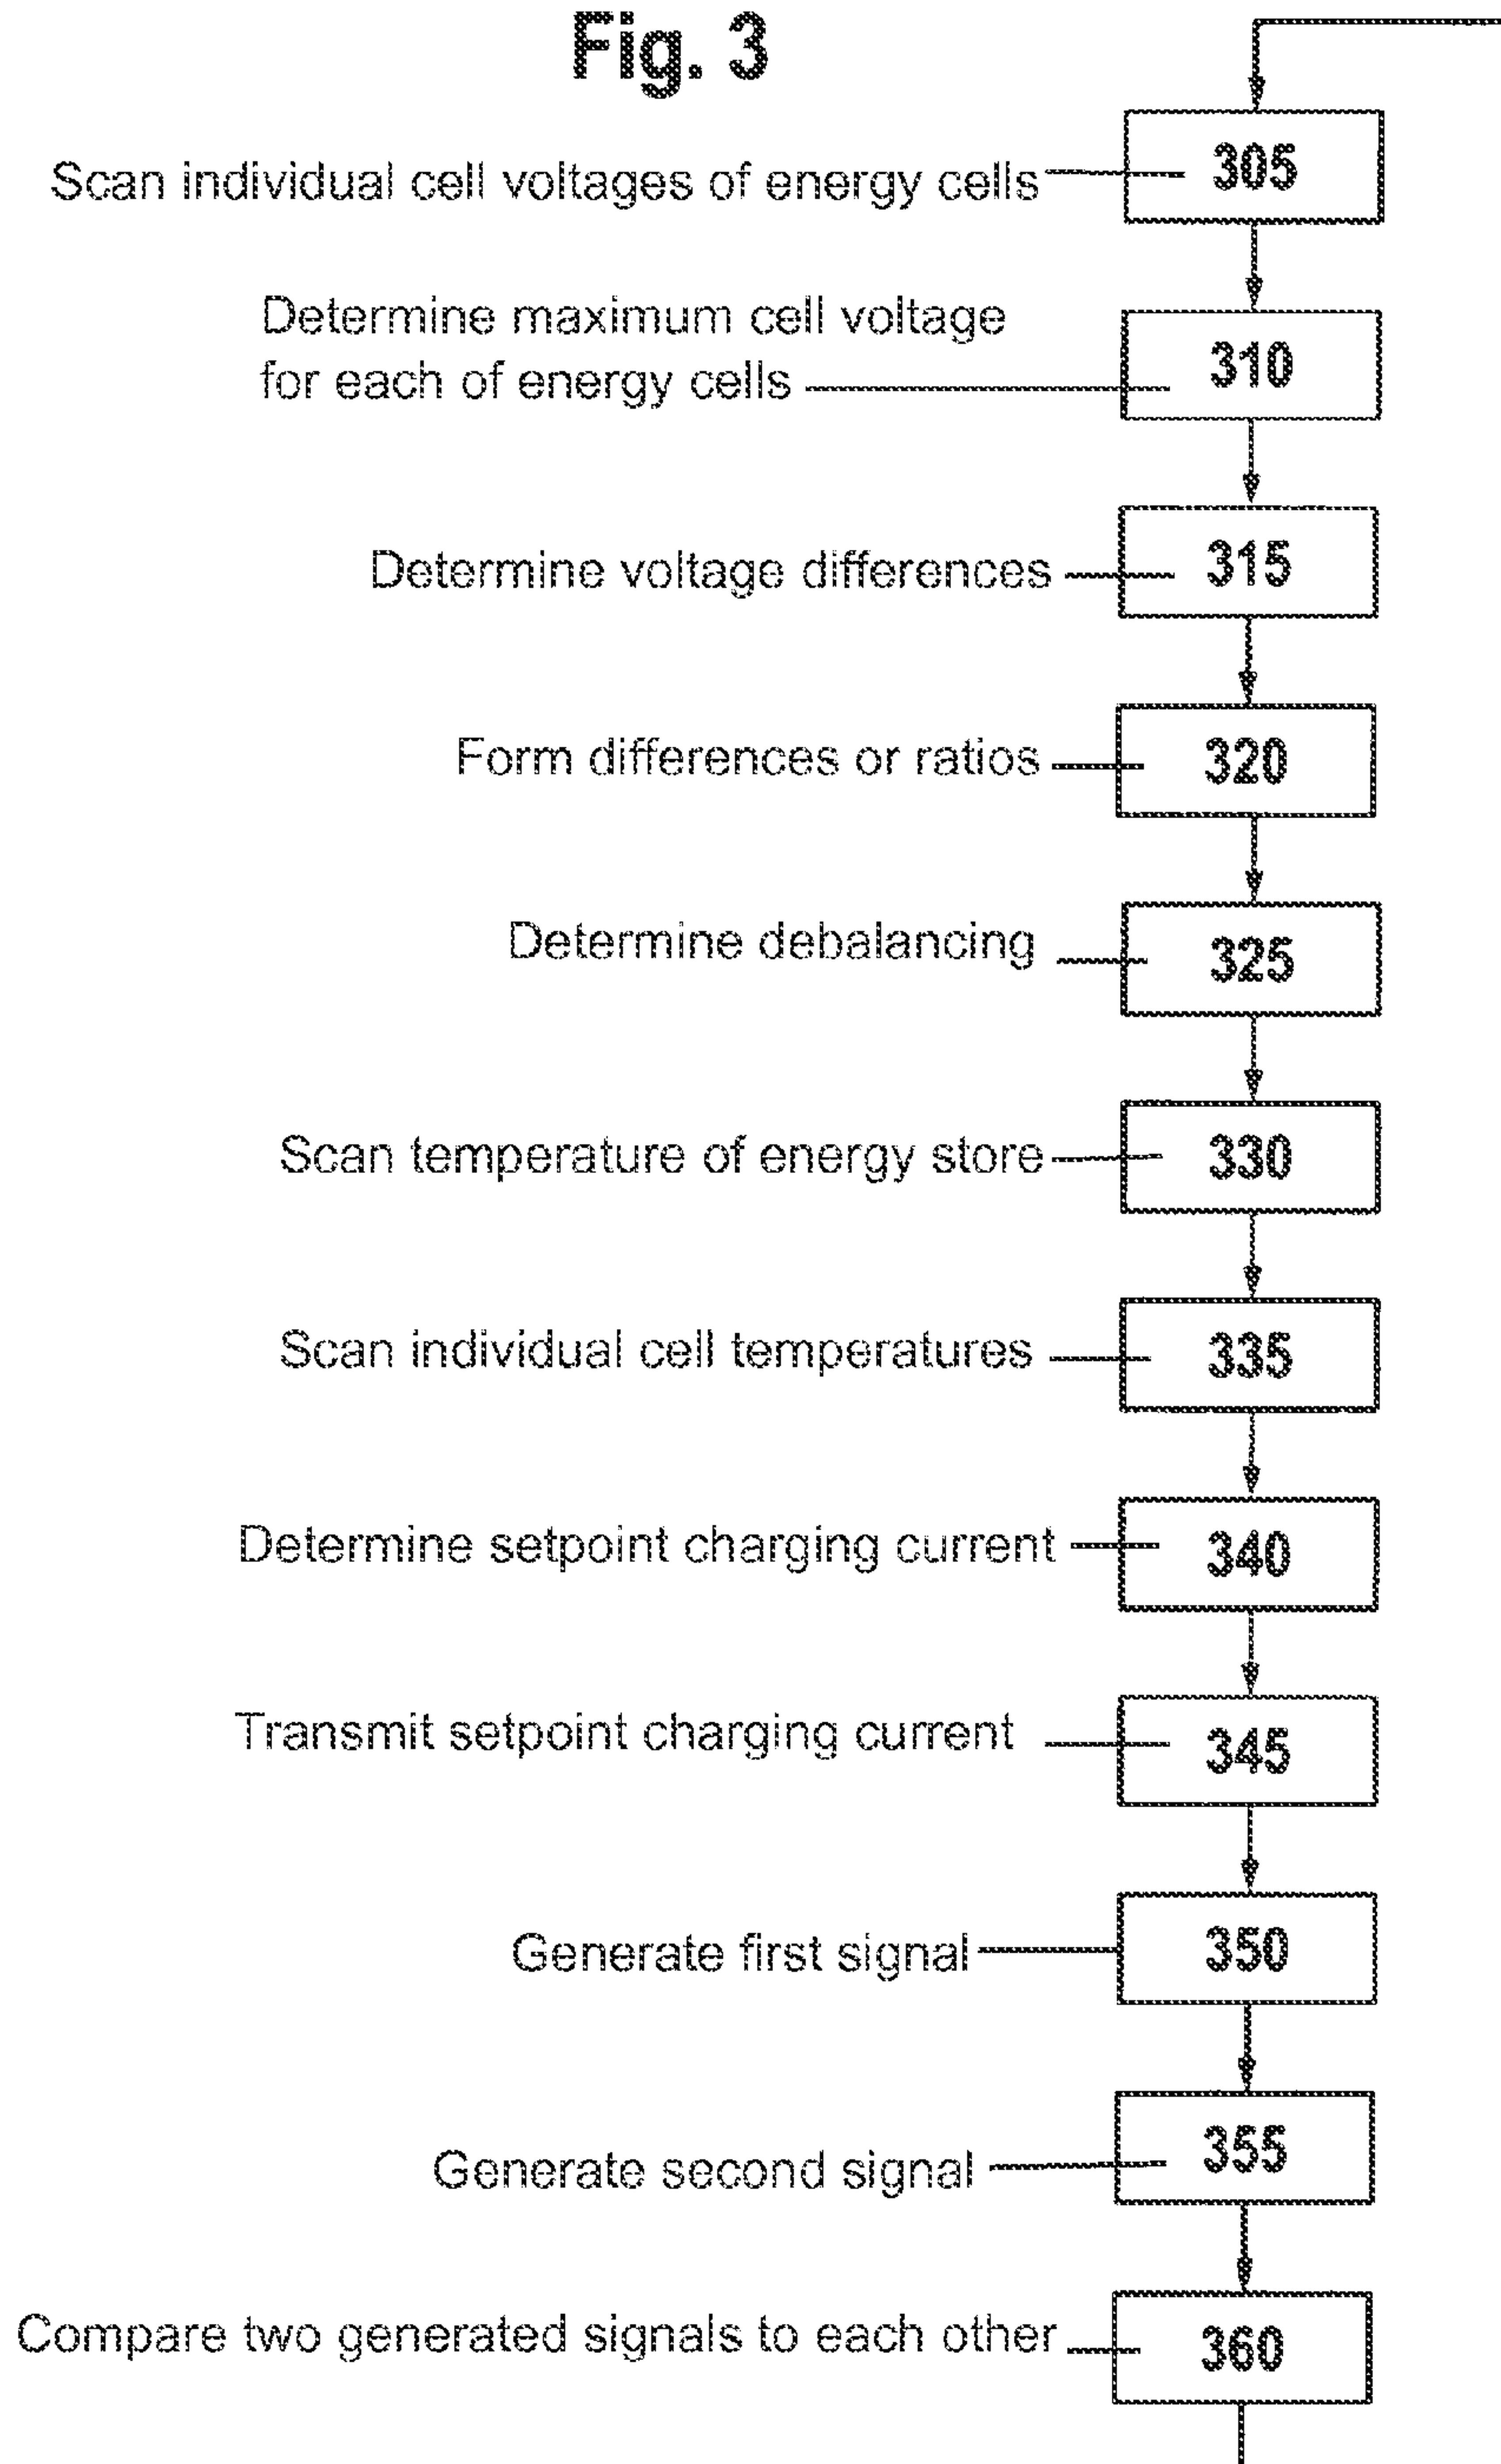 Fig. 3
Scan individual cell voltages of energy cells
305
Determine maximum cell voltage
for each of energy cells
310
Determine voltage differences
315
Form differences or ratios
320
Determine debalancing
325
Scan temperature of energy store
330
Scan individual cell temperatures
335
Determine setpoint charging current
340
Transmit setpoint charging current
345
Generate first signal
350
Generate second signal
355
Compare two generated signals to each other
360